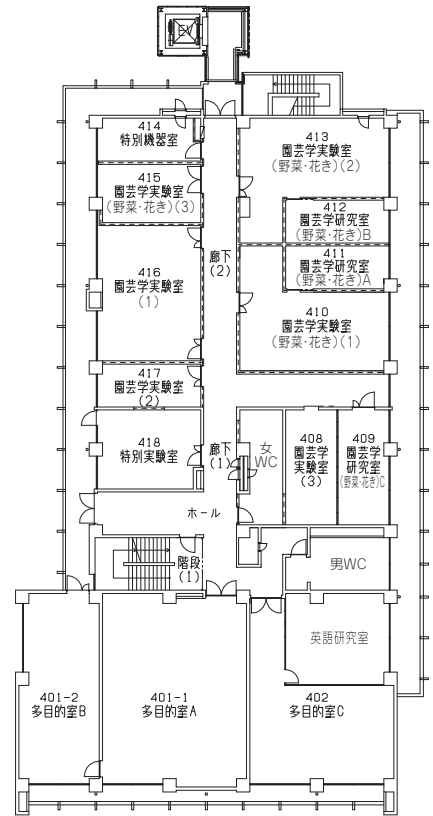 EV
414
特別機器室
415
園芸学実験室
(野菜・花き)(3)
416
園芸学実験室
(1)
417
園芸学実験室
(2)
418
特別実験室
413
園芸学実験室
(野菜・花き)(2)
412
園芸学研究室
(野菜・花き)B
411
園芸学研究室
(野菜・花き)A
410
園芸学実験室
(野菜・花き)(1)
廊下
(2)
廊下
(1)
女
WC
408
園芸学
実験室
(3)
409
園芸学
研究室
(野菜・花き)C
ホール
階段
(1)
男WC
英語研究室
401-2
多目的室B
401-1
多目的室A
402
多目的室C